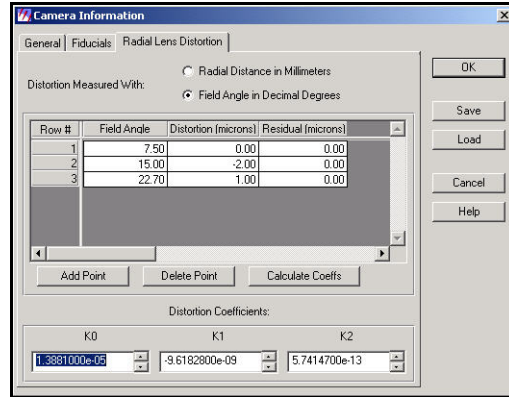 Camera Information
General Fiducials Radial Lens Distortion
Distortion Measured With:
Radial Distance in Millimeters
Field Angle in Decimal Degrees
Row # Field Angle Distortion (microns) Residual (microns)
1 7.50 0.00 0.00
2 15.00 -2.00 0.00
3 22.70 1.00 0.00
Add Point Delete Point Calculate Coeffs
Distortion Coefficients:
K0 K1 K2
1.3881000e-05 -9.6182800e-09 5.7414700e-13
OK
Save
Load
Cancel
Help